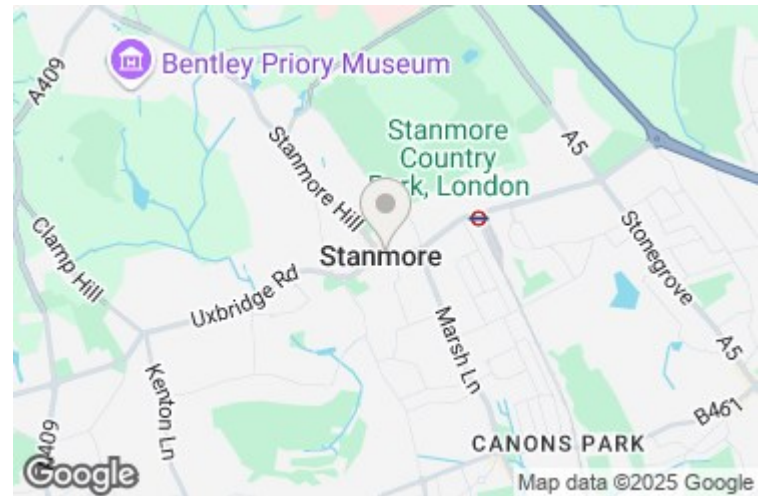 A409
Bentley Priory Museum
Stanmore Hill
Stanmore
Country
Park, London
A5
Stonegrove
Clamp Hill
Stanmore
Uxbridge Rd
Marsh Ln
A5
Kenton Ln
B461
A409
CANONS PARK
Google
Map data ©2025 Google